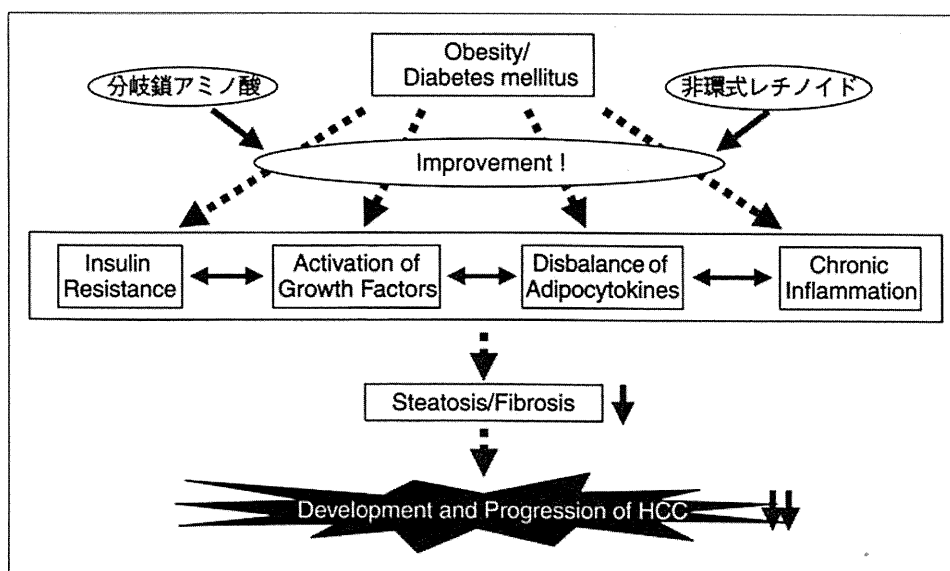 Obesity/
Diabetes mellitus
分岐鎖アミノ酸
非環式レチノイド
Improvement !
Insulin
Resistance
Activation of
Growth Factors
Disbalance of
Adipocytokines
Chronic
Inflammation
Steatosis/Fibrosis
Development and Progression of HCC